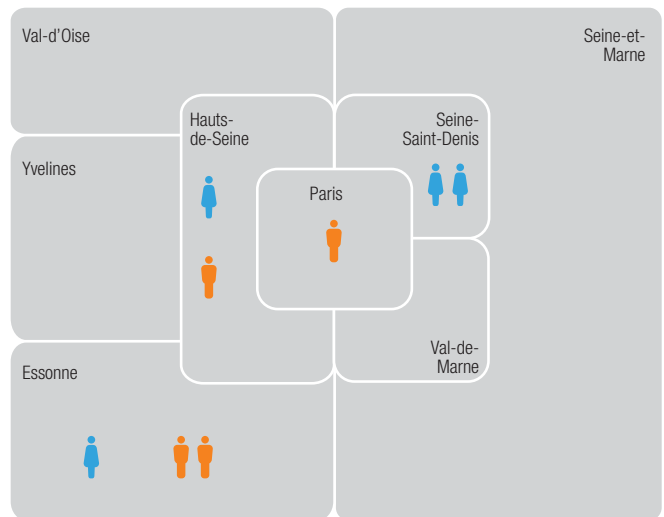 Val-d'Oise
Seine-et-
Marne
Hauts-
de-Seine
Seine-
Saint-Denis
Yvelines
Paris
Val-de-
Marne
Essonne